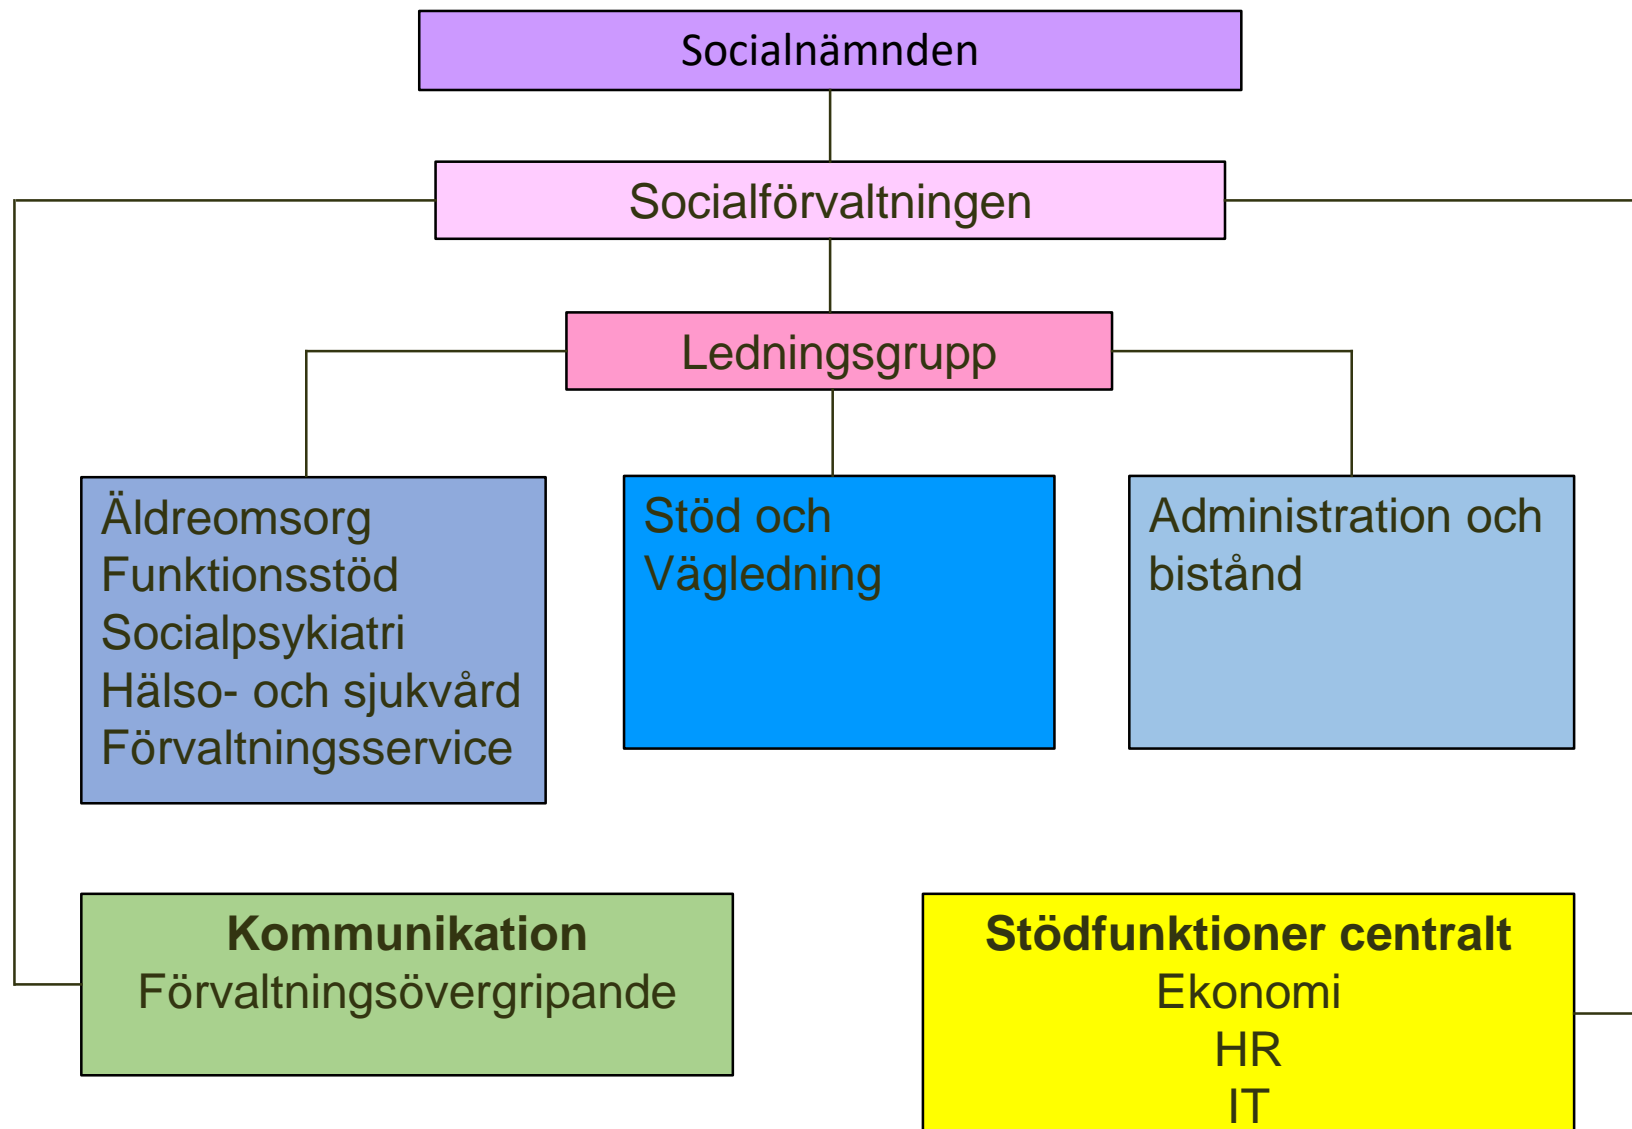 Socialnämnden
Socialförvaltningen
Ledningsgrupp
Äldreomsorg
Funktionsstöd
Socialpsykiatri
Hälso- och sjukvård
Förvaltningsservice
Stöd och
Vägledning
Administration och
bistånd
Kommunikation
Förvaltningsövergripande
Stödfunktioner centralt
Ekonomi
HR
IT